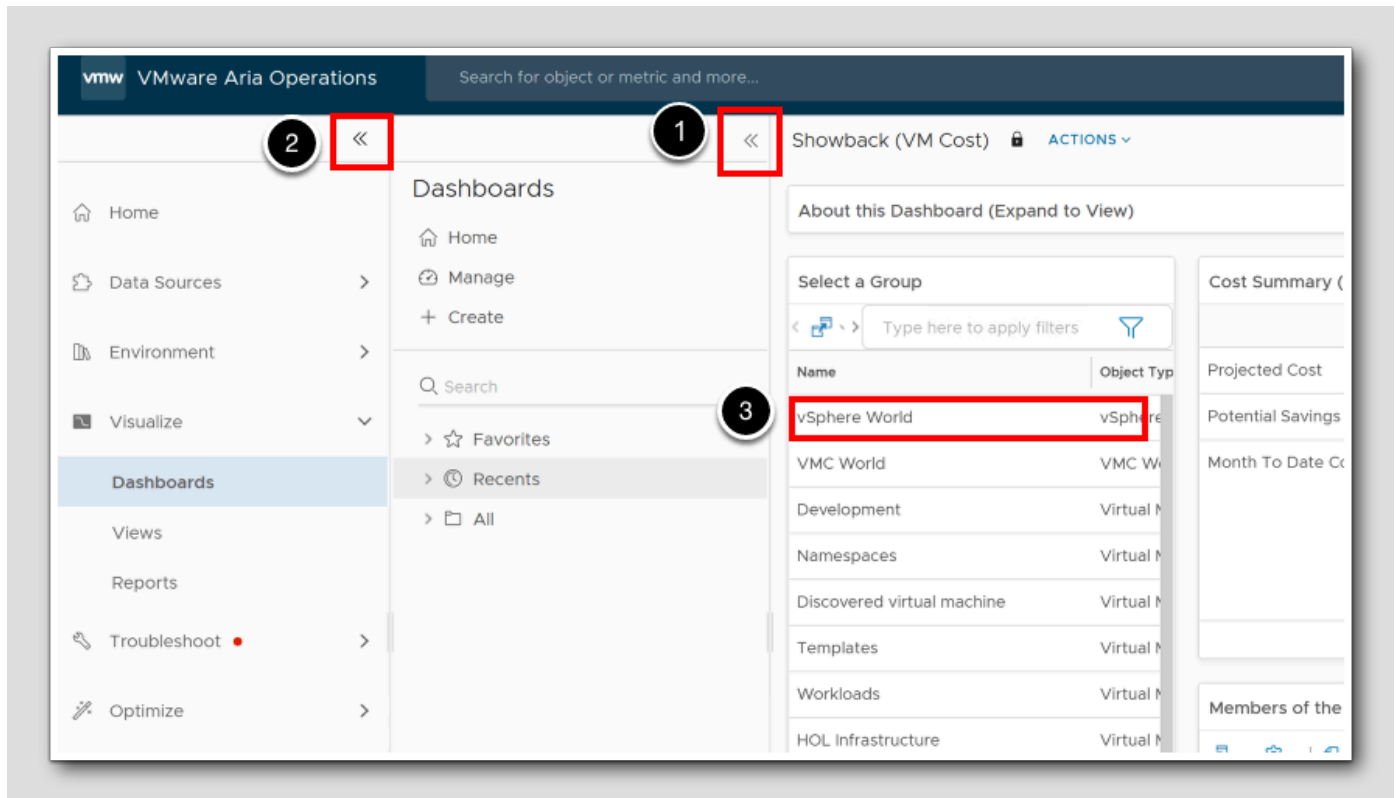 vmw VMware Aria Operations
Search for object or metric and more...
2
1
Showback (VM Cost)
ACTIONS
Home
Data Sources
Environment
Visualize
Dashboards
Views
Reports
Troubleshoot
Optimize
Dashboards
Home
Manage
+ Create
Search
Favorites
Recents
All
About this Dashboard (Expand to View)
Select a Group
Type here to apply filters
Name Object Typ
3
vSphere World vSphere
VMC World VMC
Development Virtual
Namespaces Virtual
Discovered virtual machine Virtual
Templates Virtual
Workloads Virtual
HOL Infrastructure Virtual
Cost Summary (
Projected Cost
Potential Savings
Month To Date
Members of the